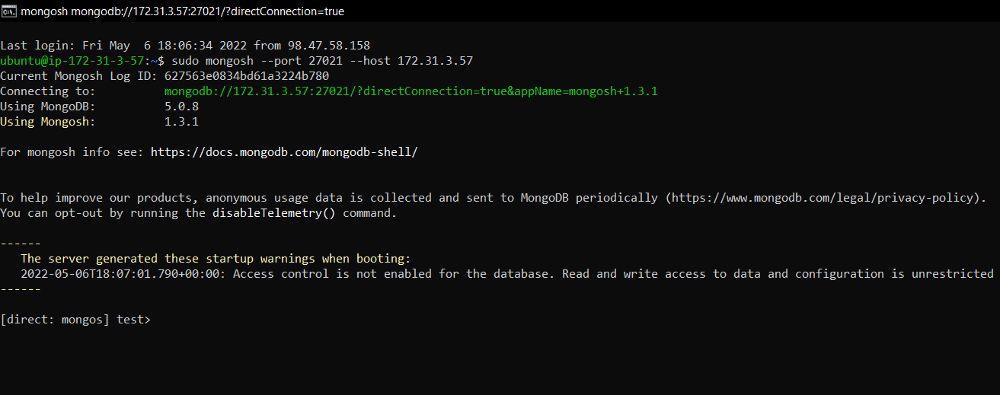 mongosh mongodb://172.31.3.57:27021/?directConnection=true
Last login: Fri May  6 18:06:34 2022 from 98.47.58.158
ubuntu@ip-172-31-3-57:~$ sudo mongosh --port 27021 --host 172.31.3.57
Current Mongosh Log ID: 627563e0834bd61a3224b780
Connecting to:          mongodb://172.31.3.57:27021/?directConnection=true&appName=mongosh+1.3.1
Using MongoDB:          5.0.8
Using Mongosh:          1.3.1
For mongosh info see: https://docs.mongodb.com/mongodb-shell/
To help improve our products, anonymous usage data is collected and sent to MongoDB periodically (https://www.mongodb.com/legal/privacy-policy).
You can opt-out by running the disableTelemetry() command.
------
   The server generated these startup warnings when booting:
   2022-05-06T18:07:01.790+00:00: Access control is not enabled for the database. Read and write access to data and configuration is unrestricted
------
[direct: mongos] test>